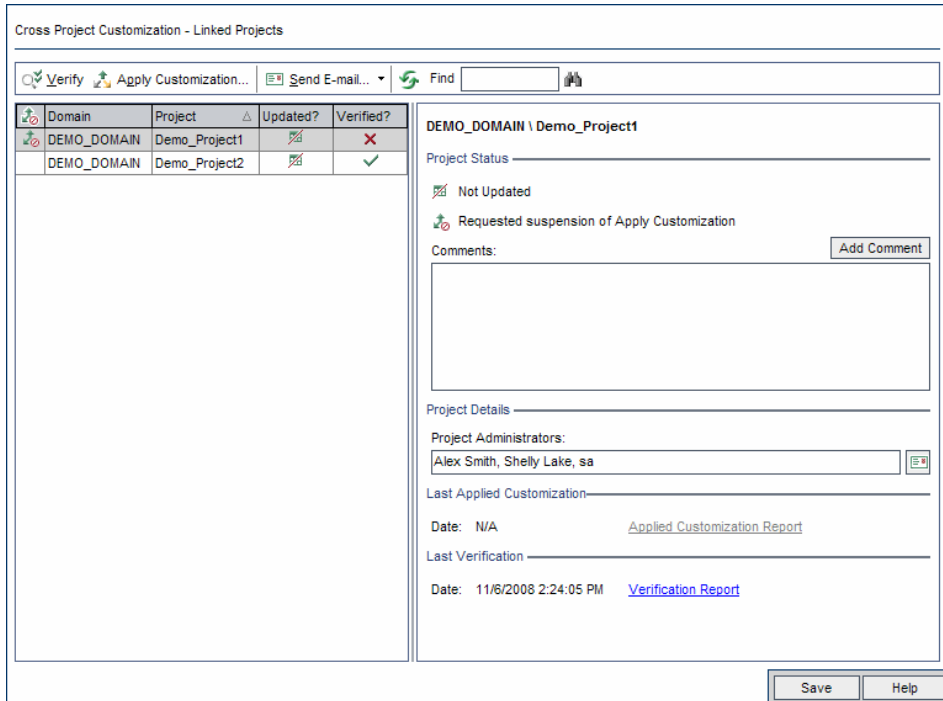 Cross Project Customization - Linked Projects
Verify Apply Customization... Send E-mail... Find
Domain Project Updated? Verified?
DEMO_DOMAIN Demo_Project1
DEMO_DOMAIN Demo_Project2
DEMO_DOMAIN \ Demo_Project1
Project Status
Not Updated
Requested suspension of Apply Customization
Comments: Add Comment
Project Details
Project Administrators:
Alex Smith, Shelly Lake, sa
Last Applied Customization
Date: N/A Applied Customization Report
Last Verification
Date: 11/6/2008 2:24:05 PM Verification Report
Save Help